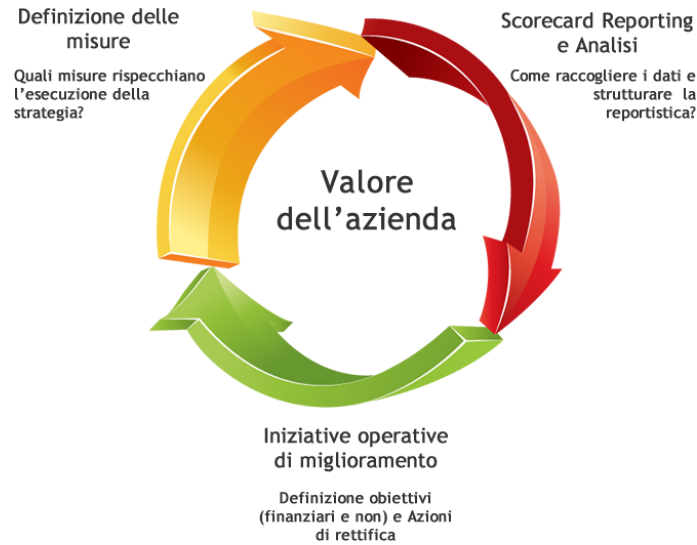 Definizione delle
misure
Quali misure rispecchiano
l'esecuzione della
strategia?
Scorecard Reporting
e Analisi
Come raccogliere i dati e
strutturare la
reportistica?
Valore
dell'azienda
Iniziative operative
di miglioramento
Definizione obiettivi
(finanziari e non) e Azioni
di rettifica